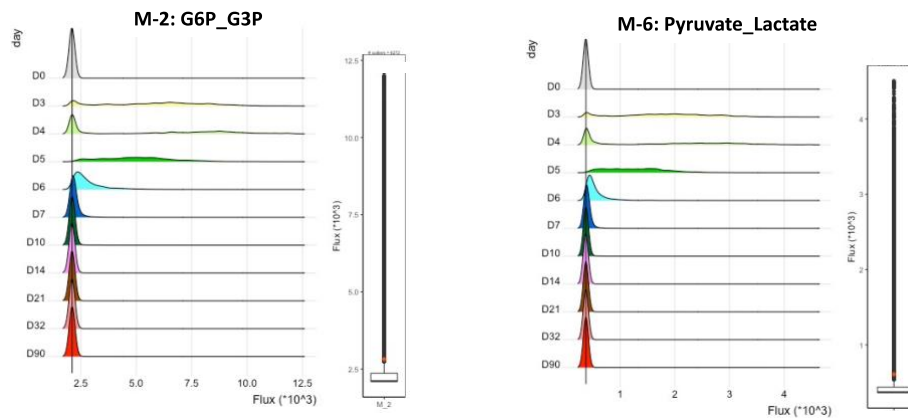 M-2: G6P_G3P
day
D0
D3
D4
D5
D6
D7
D10
D14
D21
D32
D90
2.5 5.0 7.5 10.0 12.5
Flux (*10^3)
12.5
10.0
7.5
5.0
2.5
Flux (*10^3)
M_2
M-6: Pyruvate_Lactate
day
D0
D3
D4
D5
D6
D7
D10
D14
D21
D32
D90
1 2 3 4
Flux (*10^3)
4
3
2
1
Flux (*10^3)